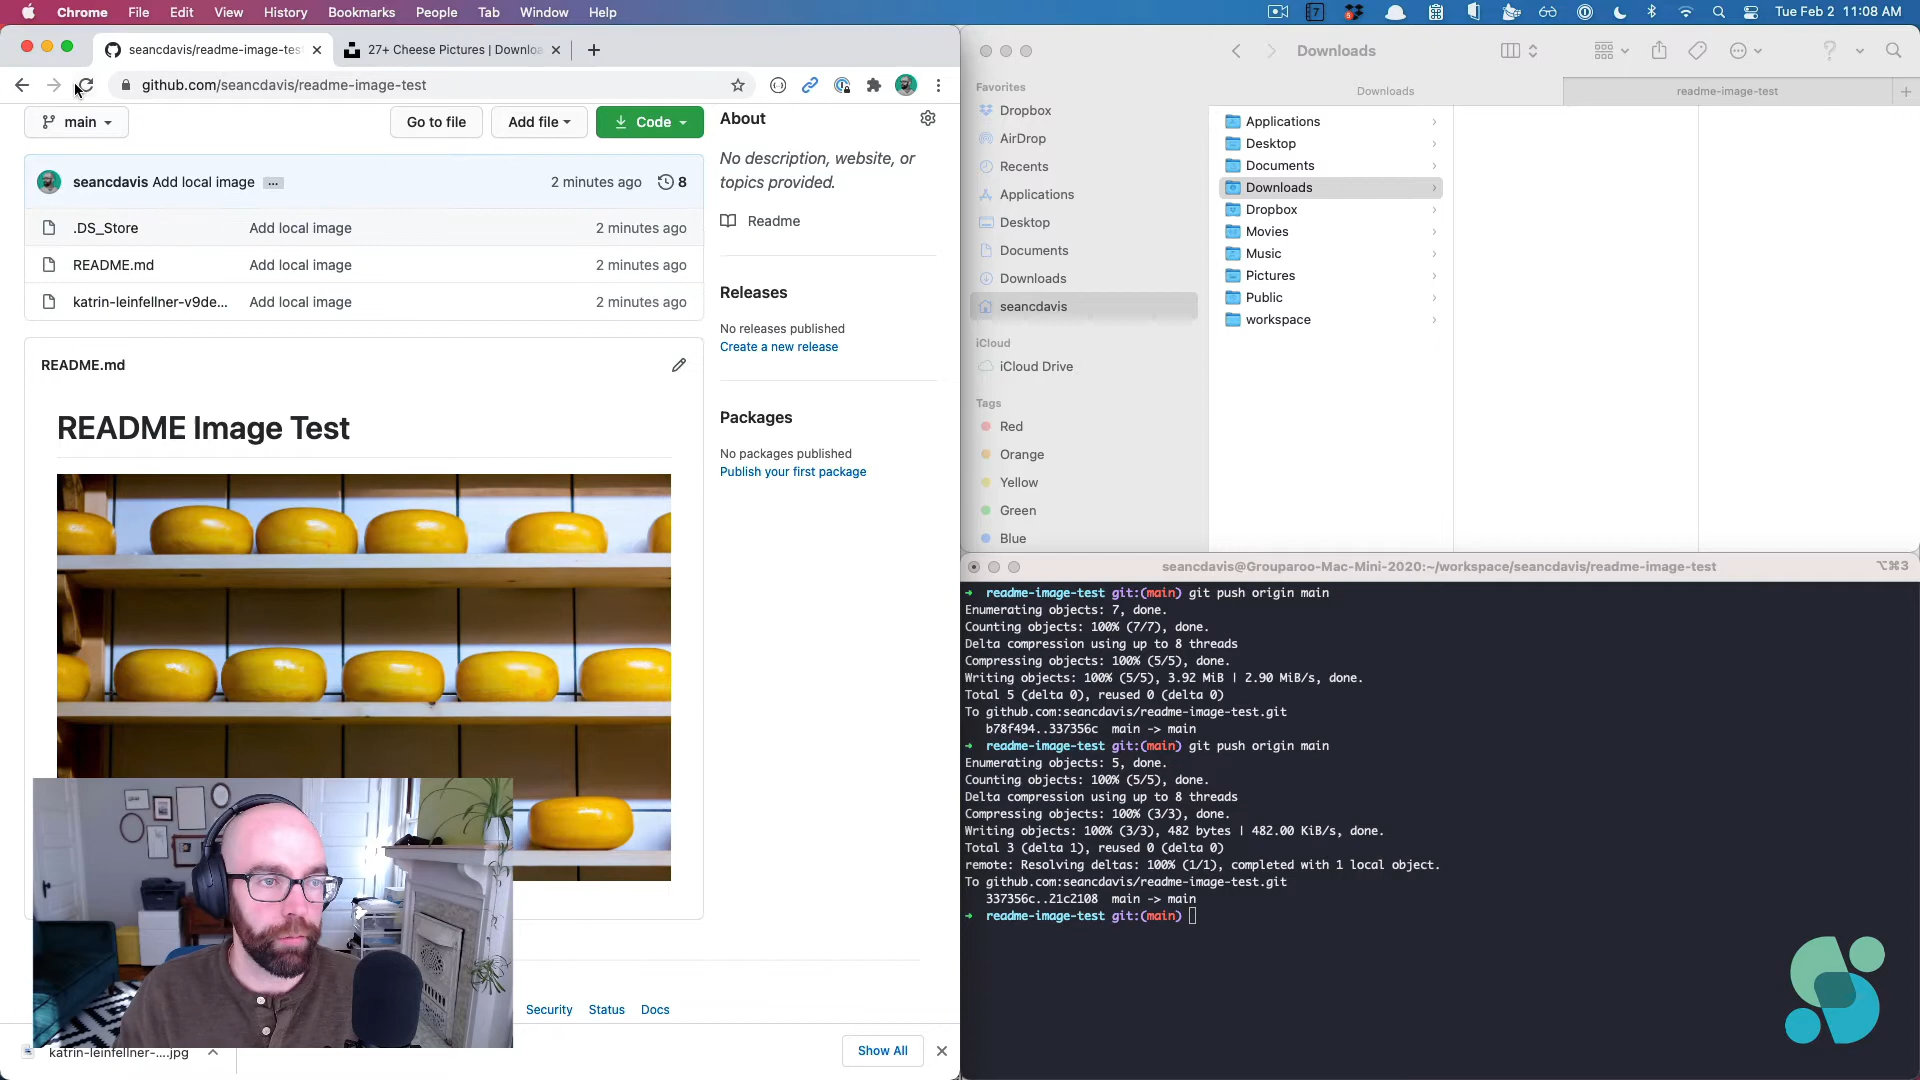 Chrome File Edit View History Bookmarks People Tab Window Help
7
Tue Feb 2 11:08 AM
seancdavis/readme-image-tes
27+ Cheese Pictures | Downloa
github.com/seancdavis/readme-image-test
main
Go to file
Add file
Code
seancdavis Add local image ...
2 minutes ago
8
.DS_Store Add local image 2 minutes ago
README.md Add local image 2 minutes ago
katrin-leinfellner-v9de... Add local image 2 minutes ago
README.md
README Image Test
About
No description, website, or
topics provided.
Readme
Releases
No releases published
Create a new release
Packages
No packages published
Publish your first package
Security Status Docs
katrin-leinfellner-....jpg
Show All
Downloads
Downloads
readme-image-test
Favorites
Dropbox
AirDrop
Recents
Applications
Desktop
Documents
Downloads
seancdavis
iCloud
iCloud Drive
Tags
Red
Orange
Yellow
Green
Blue
Applications
Desktop
Documents
Downloads
Dropbox
Movies
Music
Pictures
Public
workspace
seancdavis@Grouparoo-Mac-Mini-2020:~/workspace/seancdavis/readme-image-test
⌥⌘3
➜ readme-image-test git:(main) git push origin main
Enumerating objects: 7, done.
Counting objects: 100% (7/7), done.
Delta compression using up to 8 threads
Compressing objects: 100% (5/5), done.
Writing objects: 100% (5/5), 3.92 MiB | 2.90 MiB/s, done.
Total 5 (delta 0), reused 0 (delta 0)
To github.com:seancdavis/readme-image-test.git
b78f494..337356c main -> main
➜ readme-image-test git:(main) git push origin main
Enumerating objects: 5, done.
Counting objects: 100% (5/5), done.
Delta compression using up to 8 threads
Compressing objects: 100% (3/3), done.
Writing objects: 100% (3/3), 482 bytes | 482.00 KiB/s, done.
Total 3 (delta 1), reused 0 (delta 0)
remote: Resolving deltas: 100% (1/1), completed with 1 local object.
To github.com:seancdavis/readme-image-test.git
337356c..21c2108 main -> main
➜ readme-image-test git:(main)